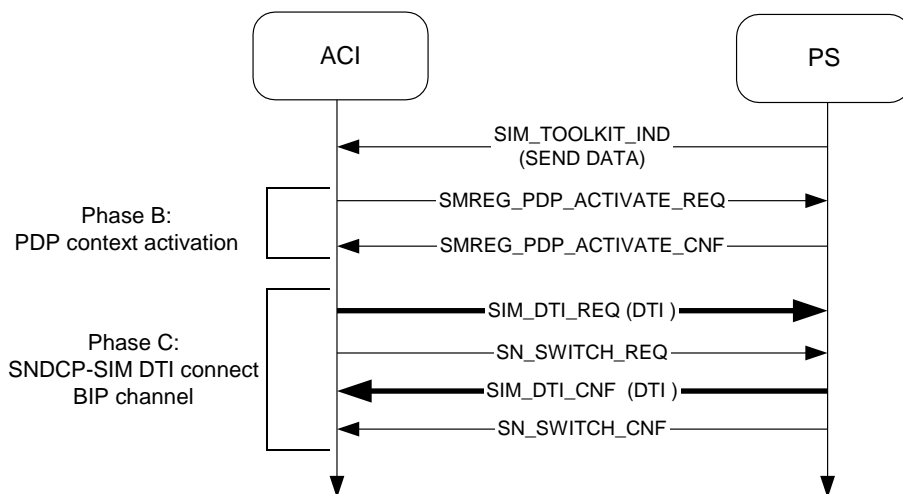 ACI
PS
SIM_TOOLKIT_IND
(SEND DATA)
Phase B:
PDP context activation
SMREG_PDP_ACTIVATE_REQ
SMREG_PDP_ACTIVATE_CNF
Phase C:
SNDCP-SIM DTI connect
BIP channel
SIM_DTI_REQ (DTI )
SN_SWITCH_REQ
SIM_DTI_CNF (DTI )
SN_SWITCH_CNF